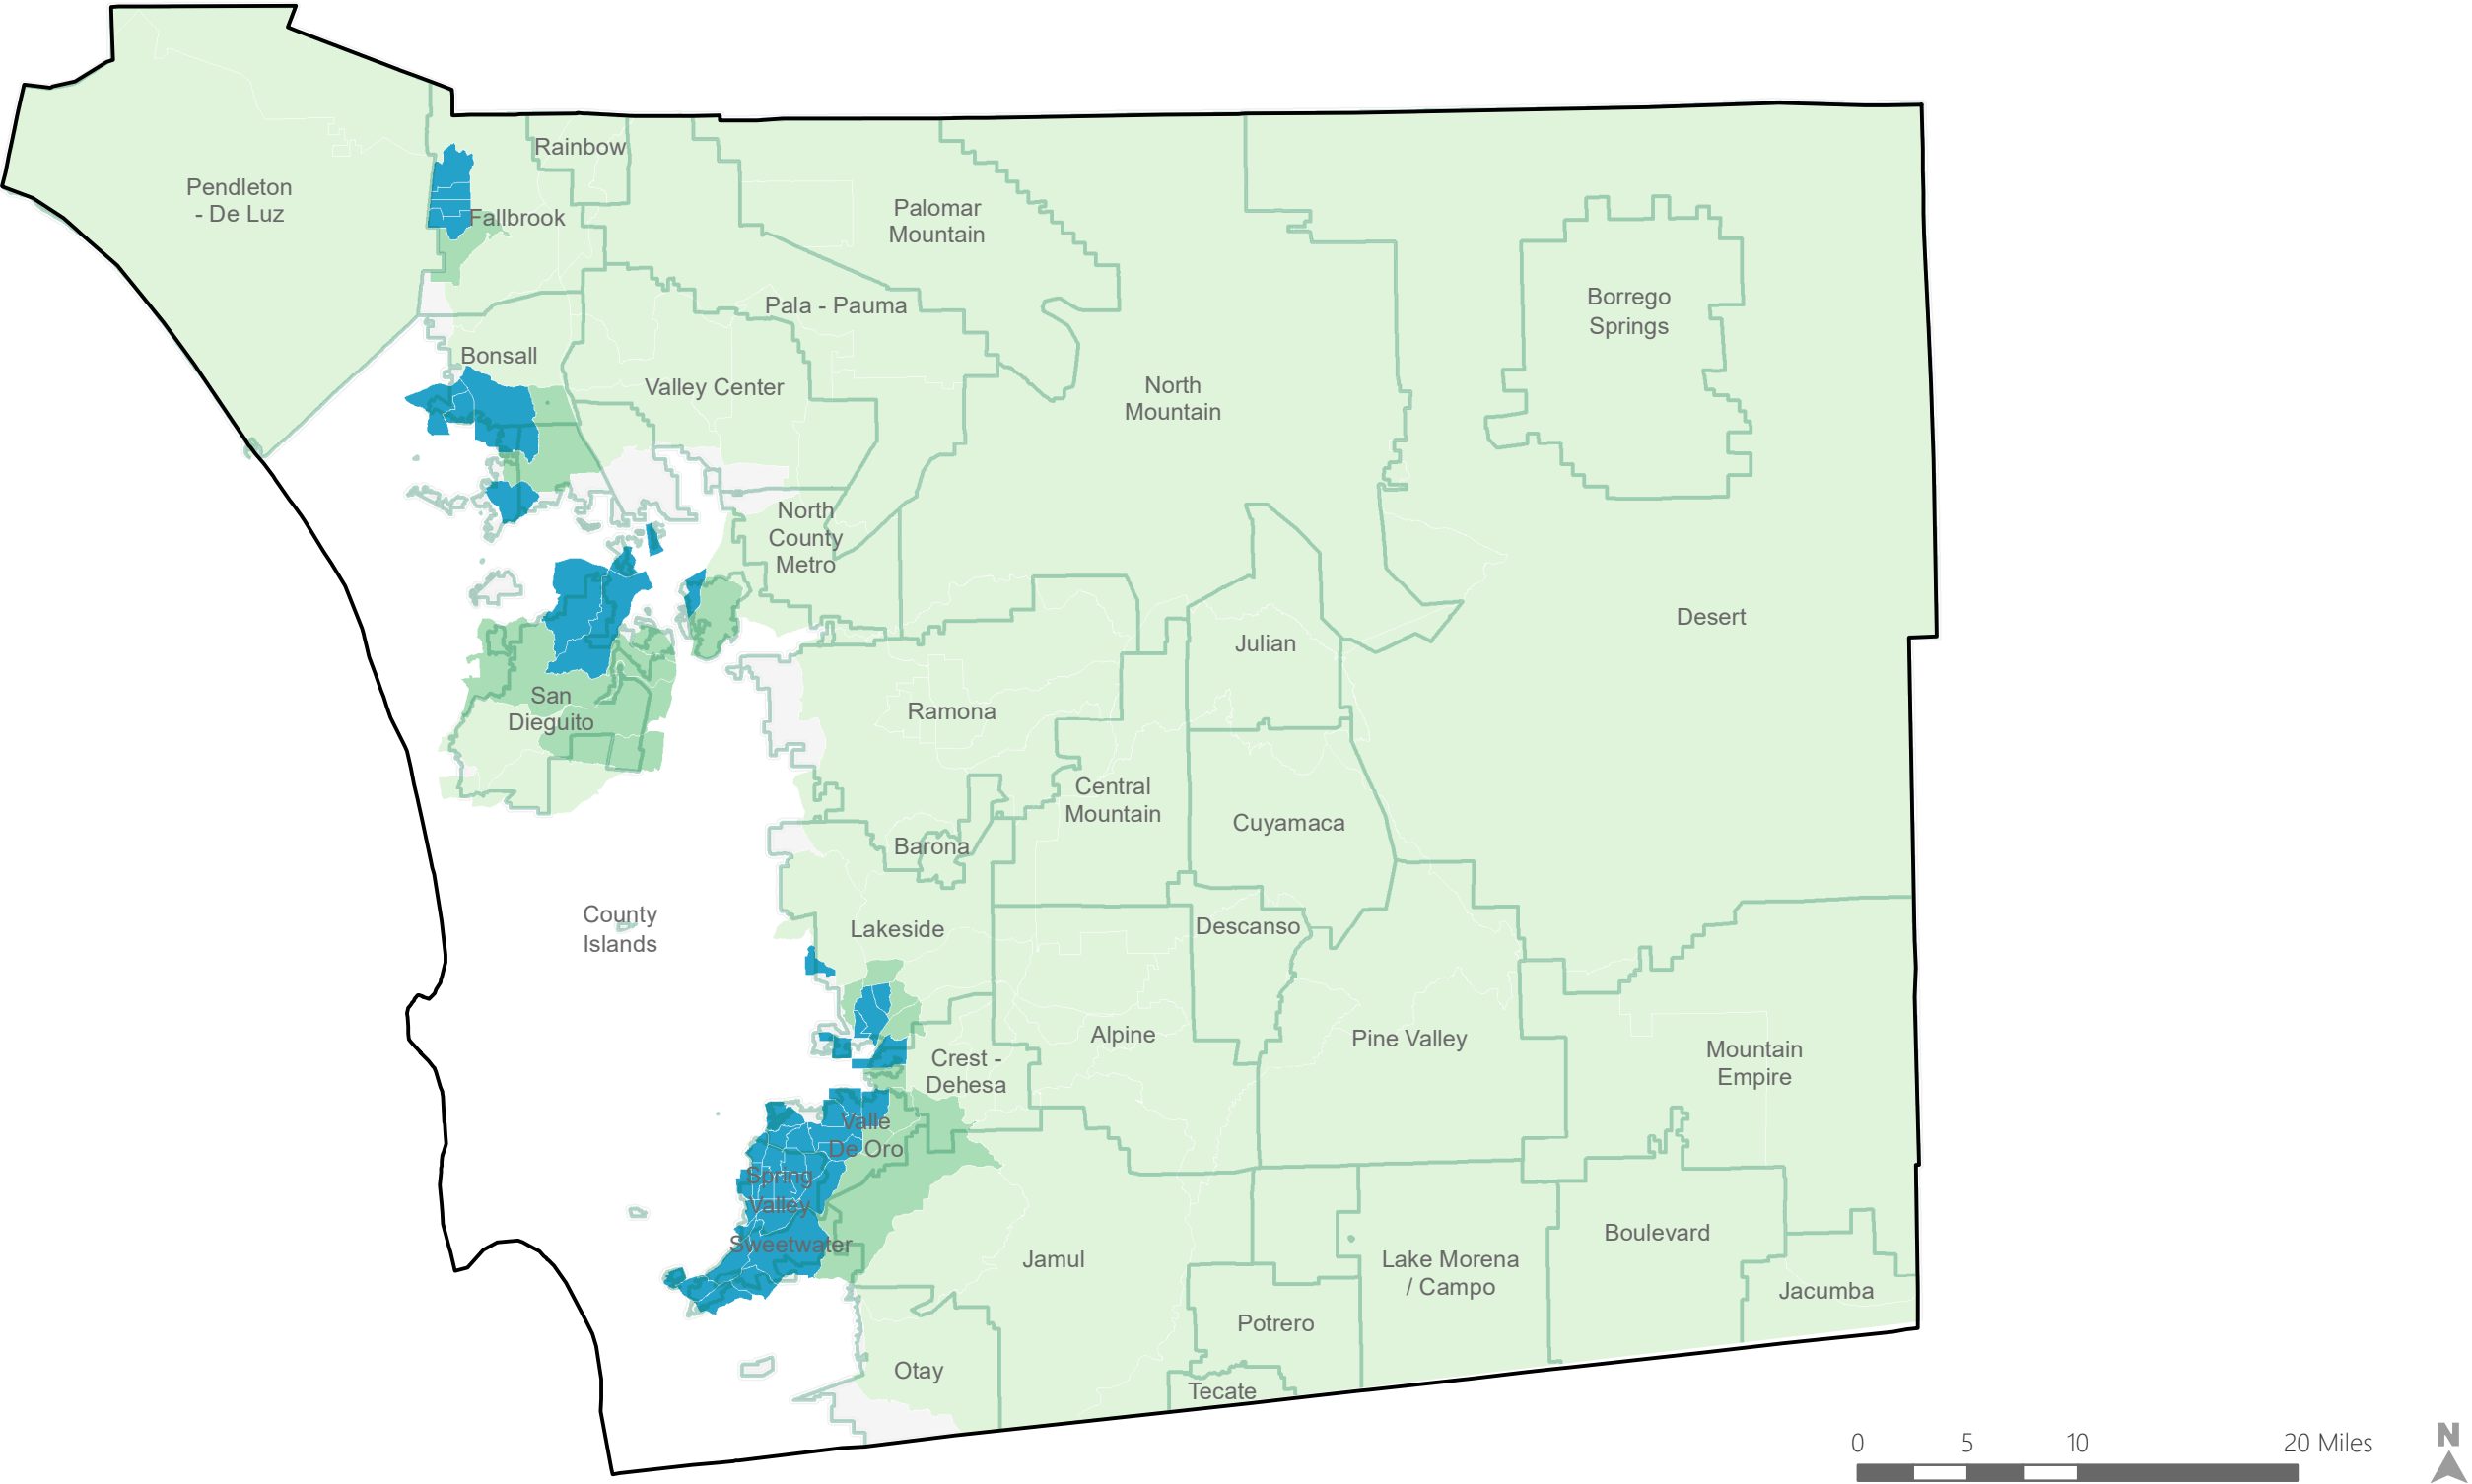 Rainbow
Pendleton
- De Luz
Fallbrook
Palomar
Mountain
Pala - Pauma
Borrego
Springs
Bonsall
Valley Center
North
Mountain
North
County
Metro
Desert
Julian
San
Dieguito
Ramona
Central
Mountain
Cuyamaca
Barona
County
Islands
Lakeside
Descanso
Alpine
Pine Valley
Crest -
Dehesa
Mountain
Empire
Valle
De Oro
Spring
Valley
Sweetwater
Jamul
Lake Morena
/ Campo
Boulevard
Jacumba
Potrero
Otay
Tecate
0 5 10 20 Miles
N